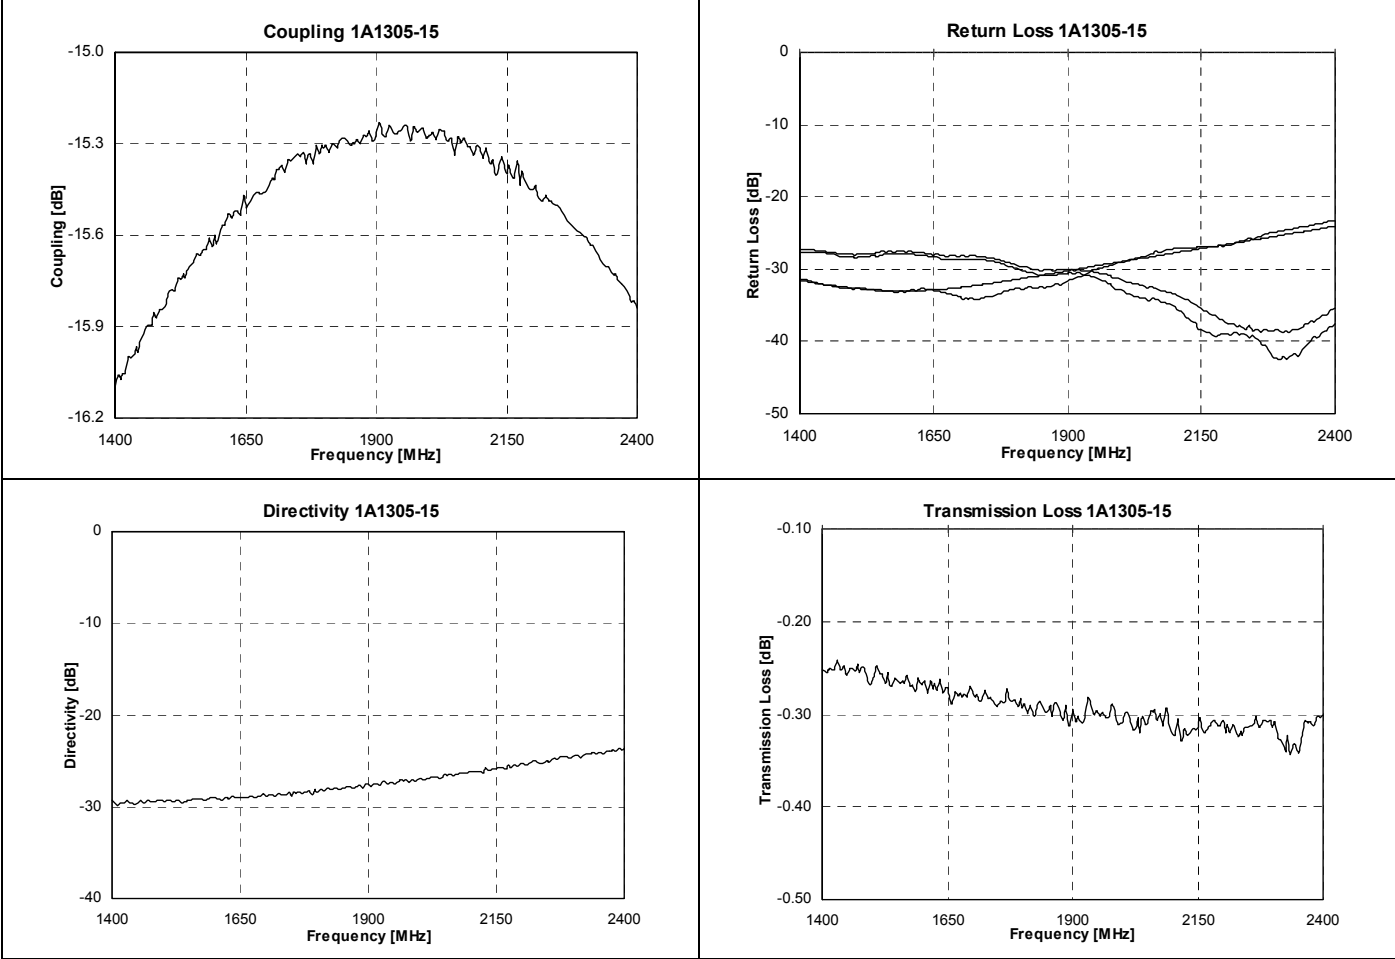 Coupling 1A1305-15
-15.0
-15.3
-15.6
-15.9
-16.2
Coupling [dB]
1400 1650 1900 2150 2400
Frequency [MHz]
Return Loss 1A1305-15
0
-10
-20
-30
-40
-50
Return Loss [dB]
1400 1650 1900 2150 2400
Frequency [MHz]
Directivity 1A1305-15
0
-10
-20
-30
-40
Directivity [dB]
1400 1650 1900 2150 2400
Frequency [MHz]
Transmission Loss 1A1305-15
-0.10
-0.20
-0.30
-0.40
-0.50
Transmission Loss [dB]
1400 1650 1900 2150 2400
Frequency [MHz]